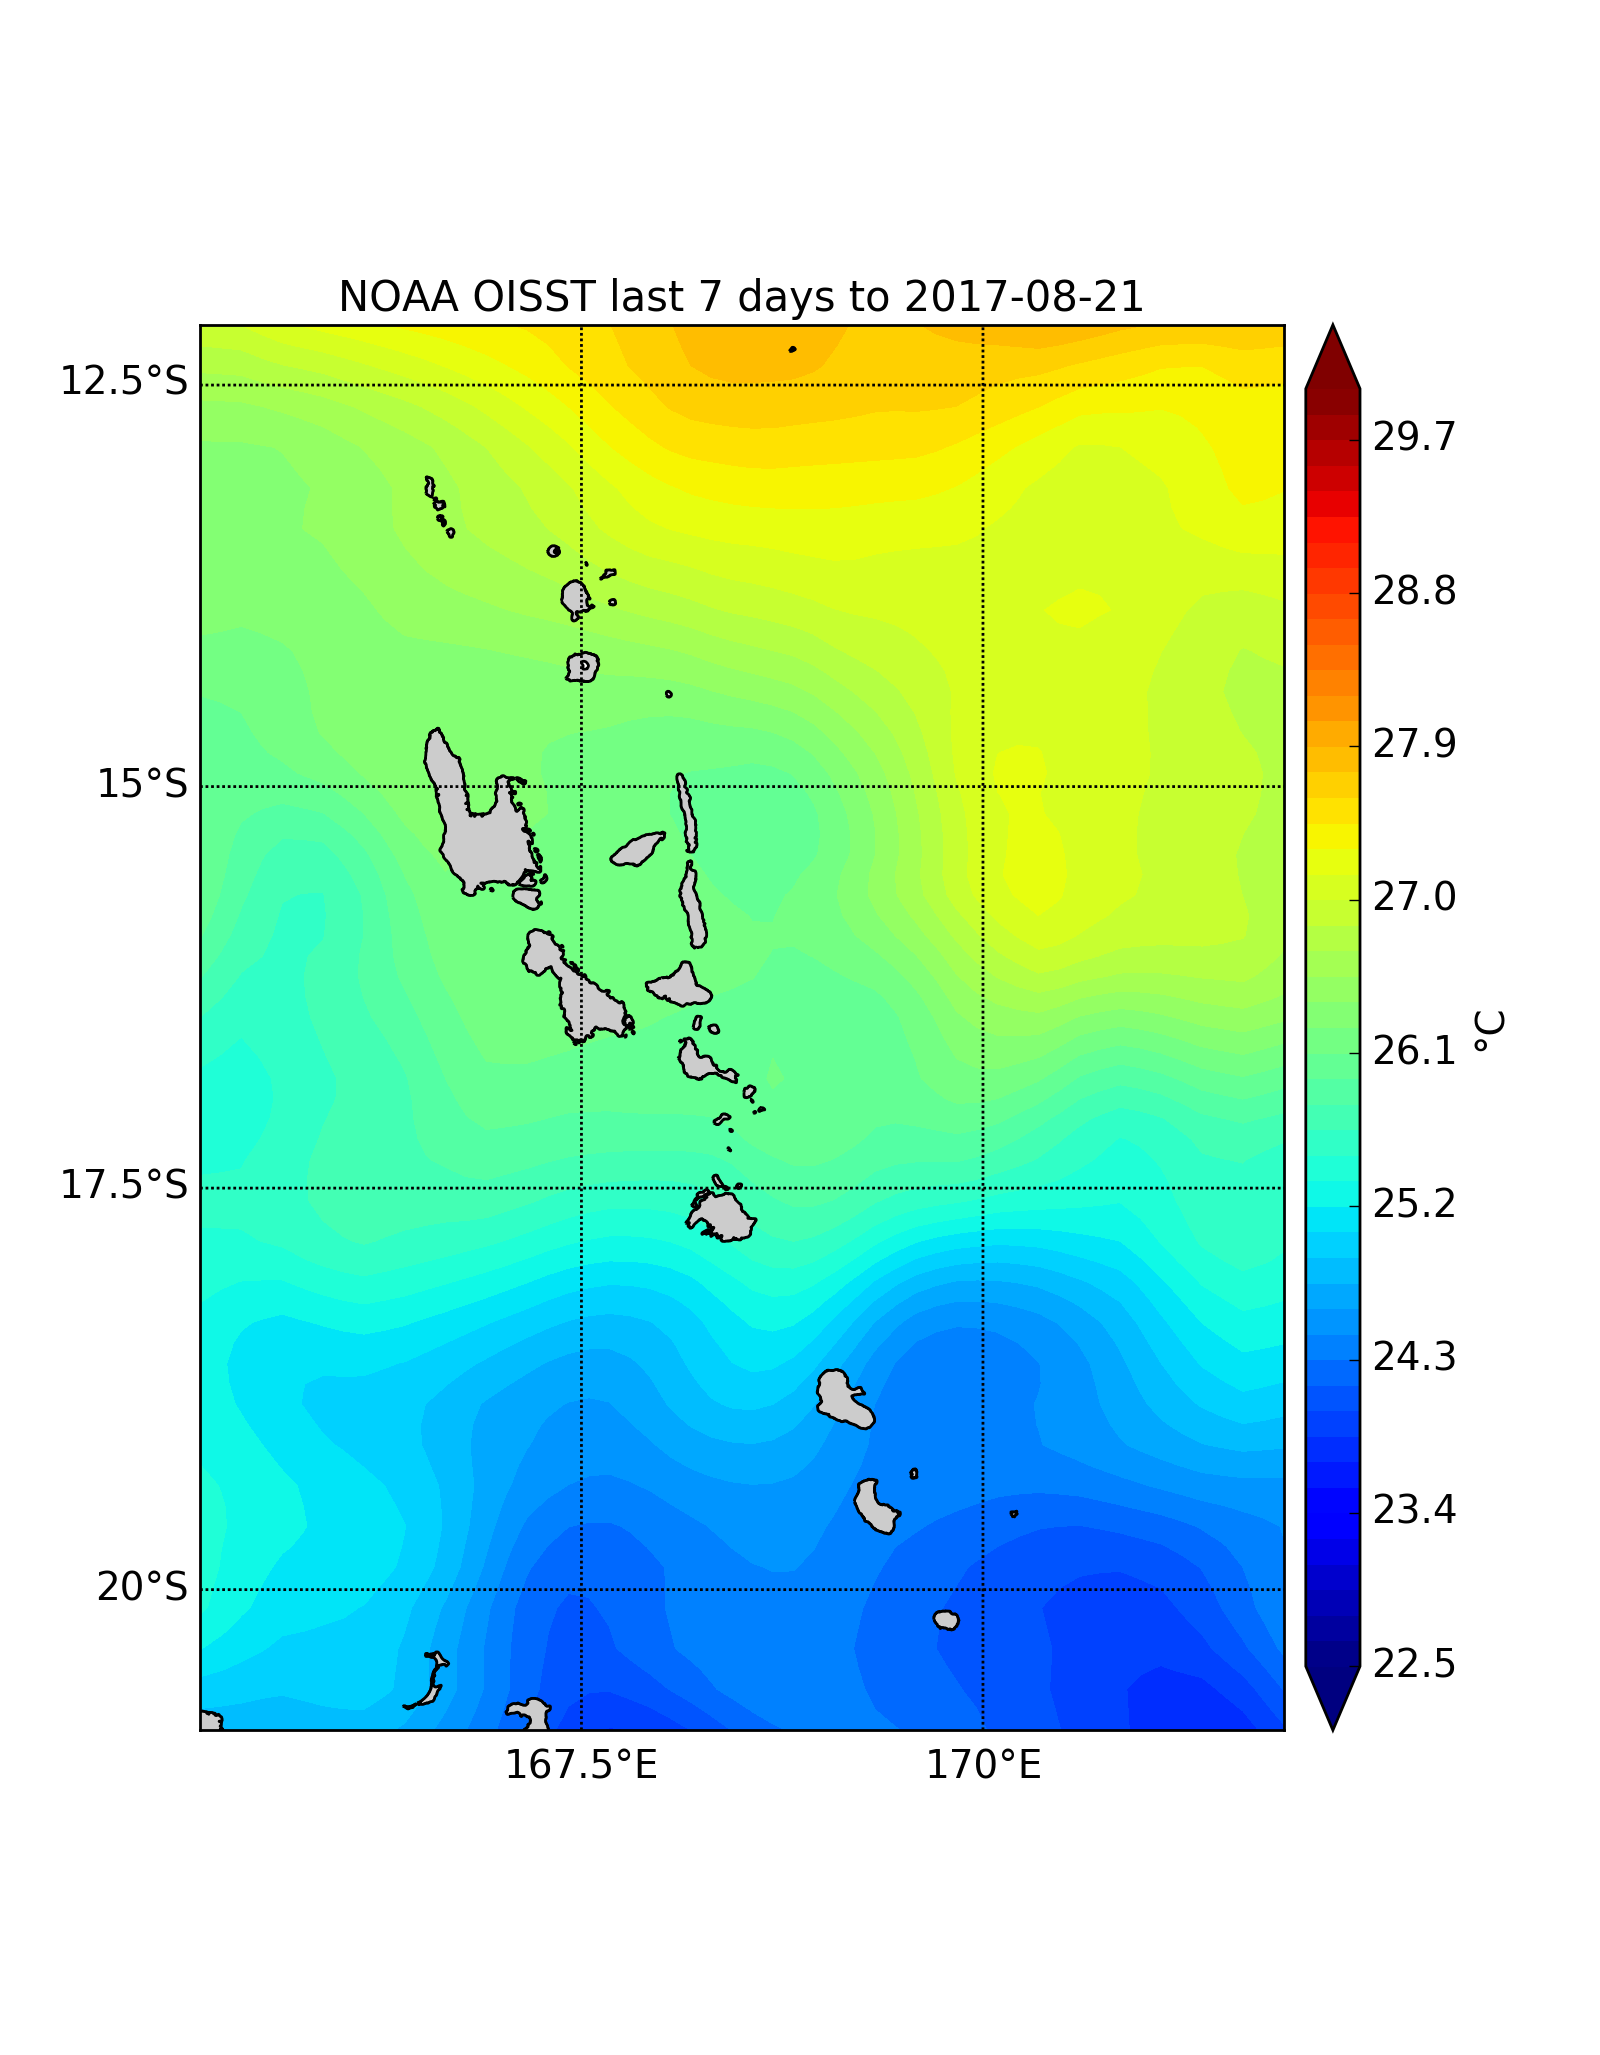 NOAA OISST last 7 days to 2017-08-21
12.5°S
15°S
17.5°S
20°S
167.5°E
170°E
29.7
28.8
27.9
27.0
26.1
25.2
24.3
23.4
22.5
°C